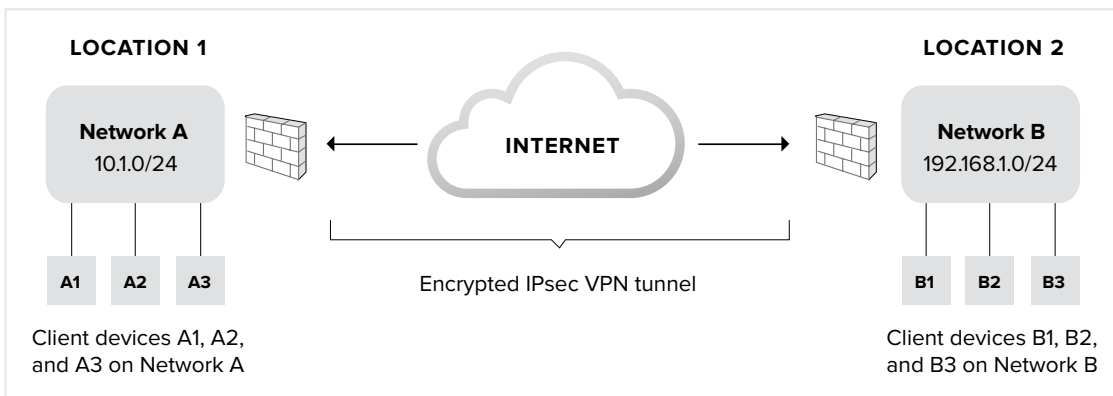 LOCATION 1
Network A
10.1.0/24
A1
A2
A3
Client devices A1, A2,
and A3 on Network A
INTERNET
Encrypted IPsec VPN tunnel
LOCATION 2
Network B
192.168.1.0/24
B1
B2
B3
Client devices B1, B2,
and B3 on Network B